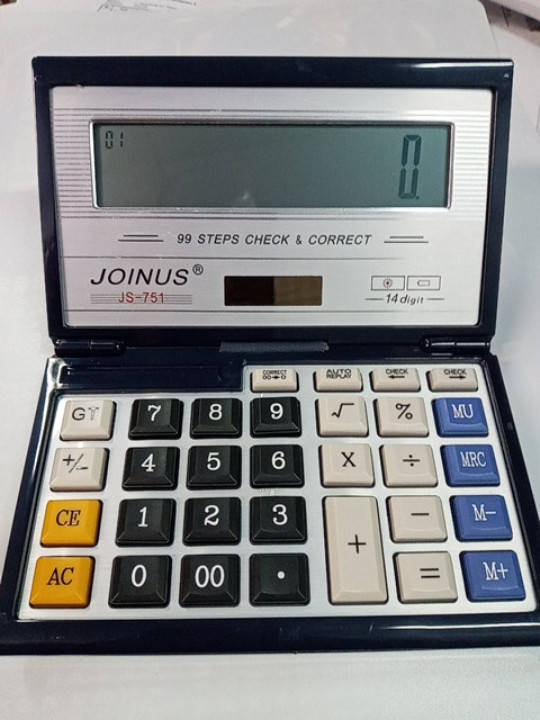 01 0.
99 STEPS CHECK & CORRECT
JOINUS®
JS-751
14 digit
CORRECT AUTO REPLAY CHECK CHECK
GT 7 8 9 √ % MU
+/- 4 5 6 X ÷ MRC
CE 1 2 3 + − M−
AC 0 00 . = M+